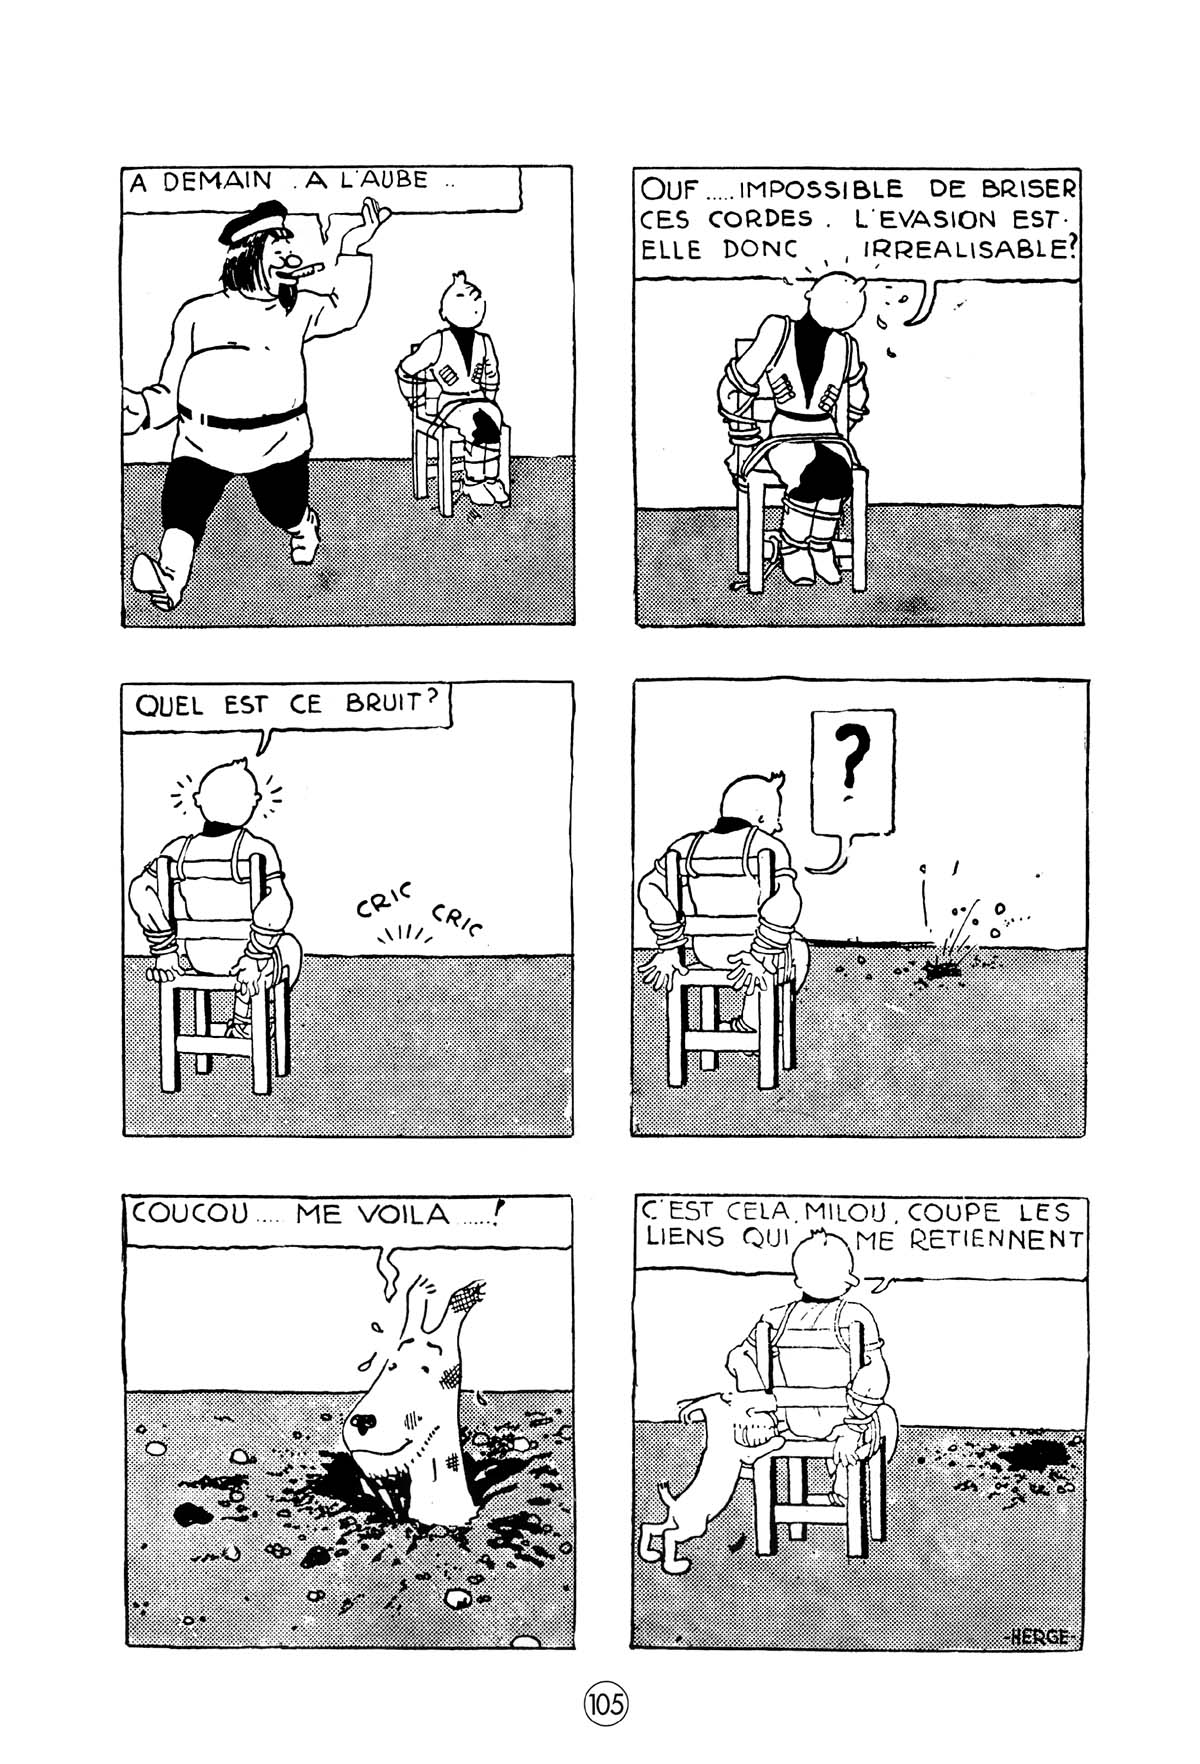 A DEMAIN . A L'AUBE ..
OUF ..... IMPOSSIBLE DE BRISER
CES CORDES . L'EVASION EST-
ELLE DONC IRREALISABLE?
QUEL EST CE BRUIT?
CRIC
CRIC
?
COUCOU .... ME VOILA .....!
C'EST CELA, MILOU, COUPE LES
LIENS QUI ME RETIENNENT
-HERGE-
105